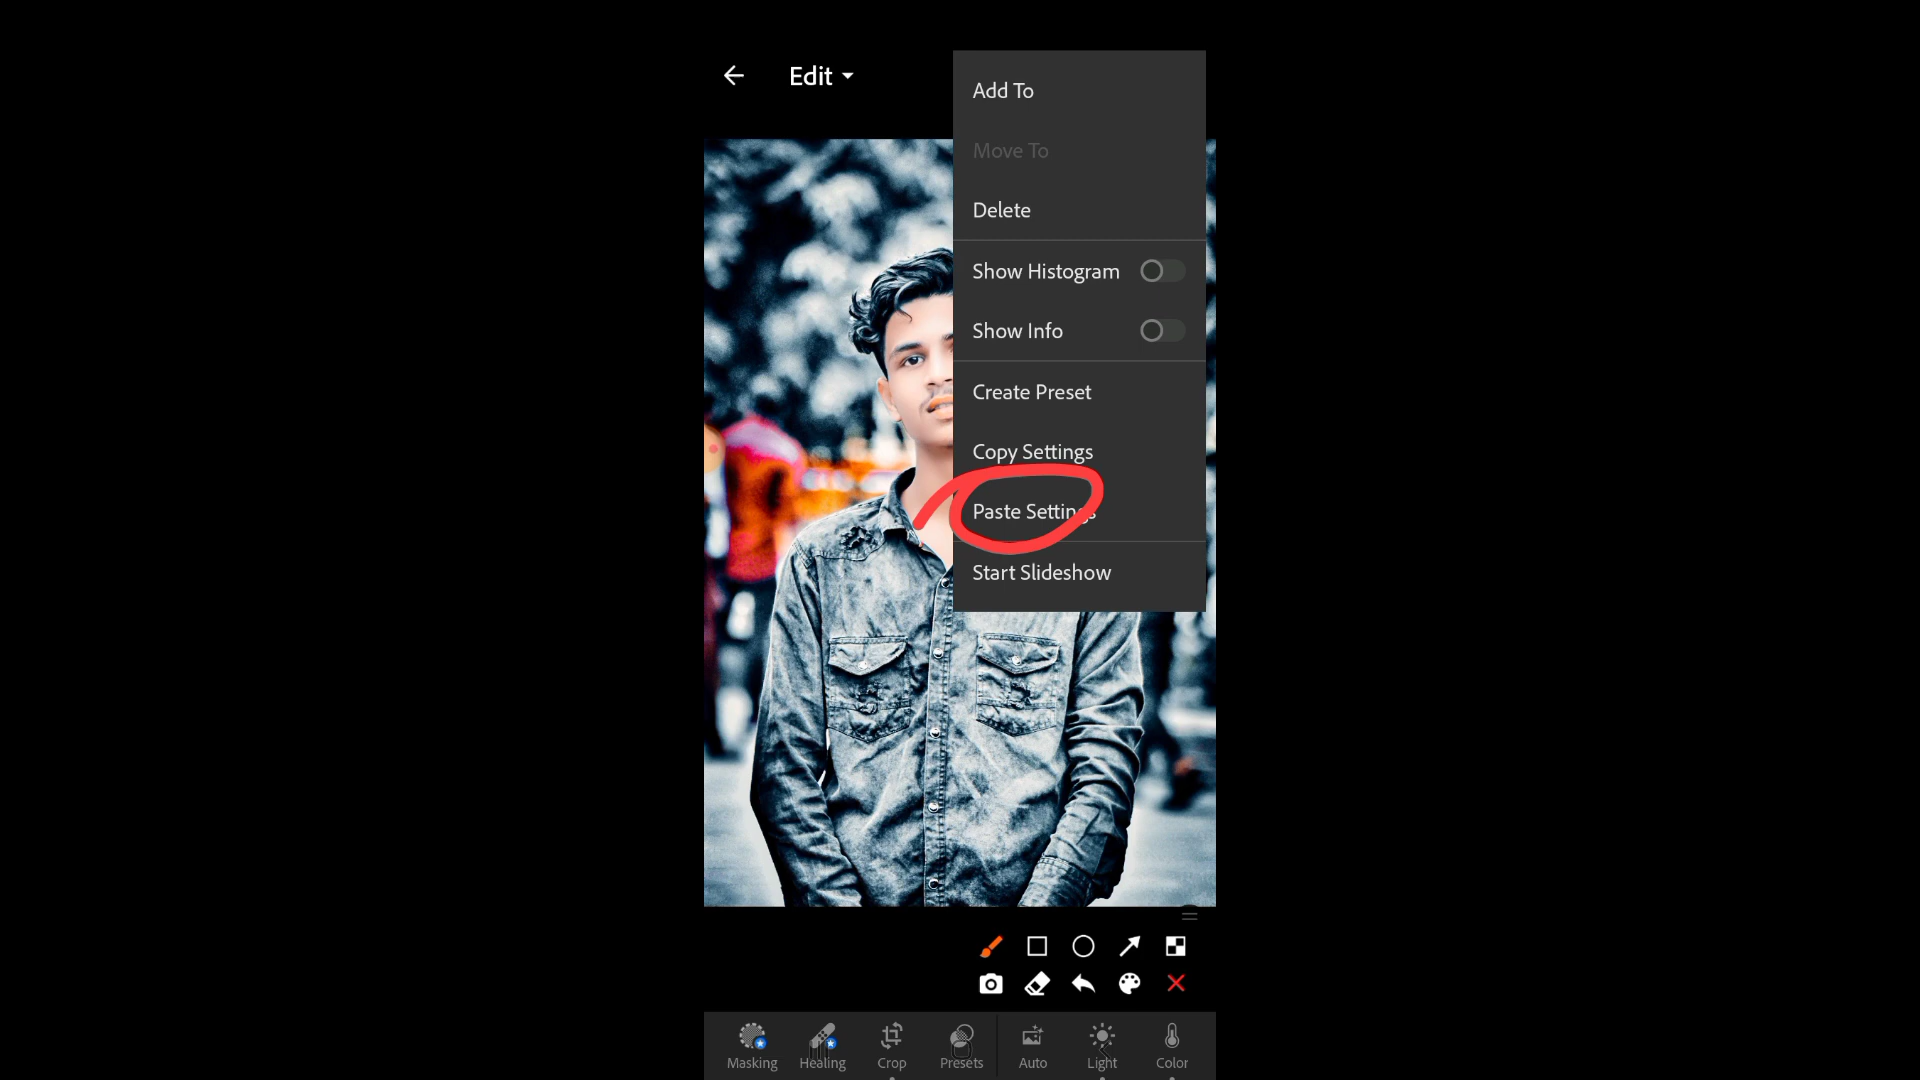 Edit
Add To
Move To
Delete
Show Histogram
Show Info
Create Preset
Copy Settings
Paste Settings
Start Slideshow
Masking
Healing
Crop
Presets
Auto
Light
Color